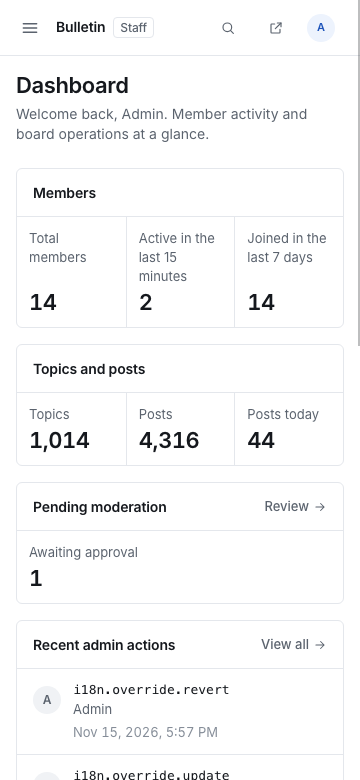 Bulletin Staff A
Dashboard
Welcome back, Admin. Member activity and
board operations at a glance.
Members
Total
members
14
Active in the
last 15
minutes
2
Joined in the
last 7 days
14
Topics and posts
Topics
1,014
Posts
4,316
Posts today
44
Pending moderation
Review →
Awaiting approval
1
Recent admin actions
View all →
A
i18n.override.revert
Admin
Nov 15, 2026, 5:57 PM
i18n.override.update